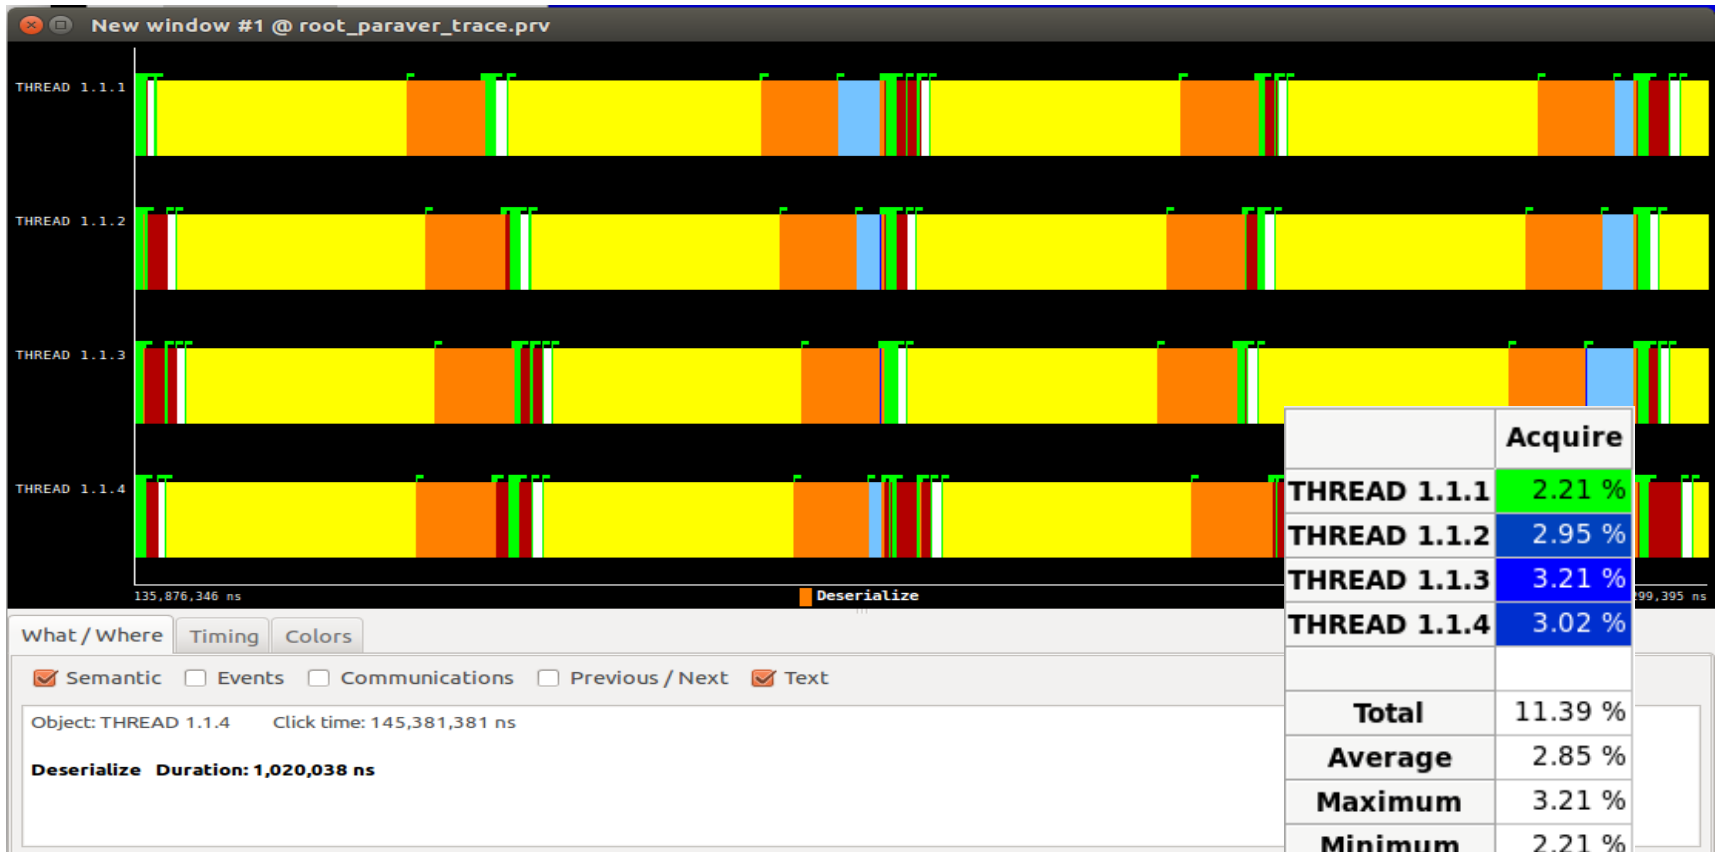 New window #1 @ root_paraver_trace.prv
THREAD 1.1.1
THREAD 1.1.2
THREAD 1.1.3
THREAD 1.1.4
135,876,346 ns
Deserialize
99,395 ns
What / Where
Timing
Colors
Semantic
Events
Communications
Previous / Next
Text
Object: THREAD 1.1.4 Click time: 145,381,381 ns
Deserialize Duration: 1,020,038 ns
Acquire
THREAD 1.1.1 2.21 %
THREAD 1.1.2 2.95 %
THREAD 1.1.3 3.21 %
THREAD 1.1.4 3.02 %
Total 11.39 %
Average 2.85 %
Maximum 3.21 %
Minimum 2.21 %